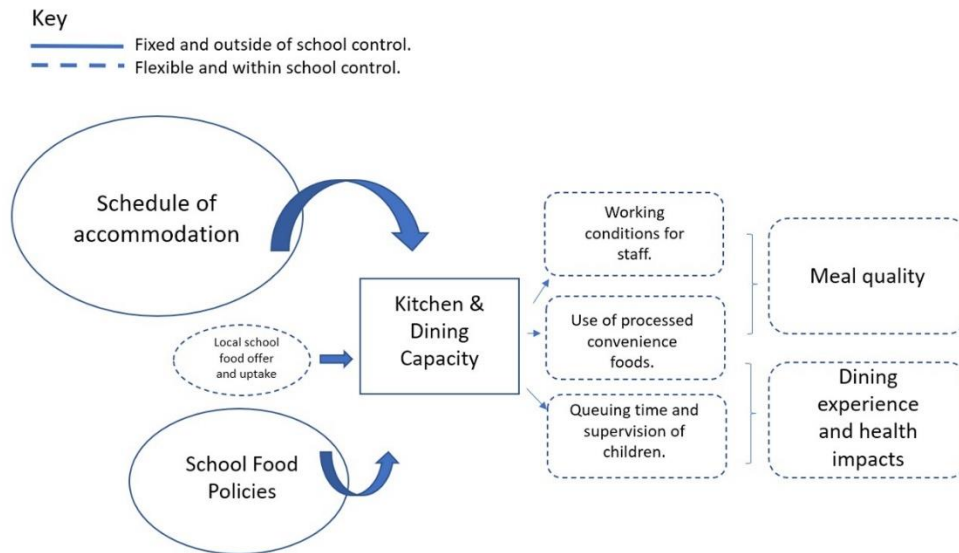 Key
Fixed and outside of school control.
Flexible and within school control.
Schedule of
accommodation
Local school
food offer
and uptake
School Food
Policies
Kitchen &
Dining
Capacity
Working
conditions for
staff.
Use of processed
convenience
foods.
Queuing time and
supervision of
children.
Meal quality
Dining
experience
and health
impacts